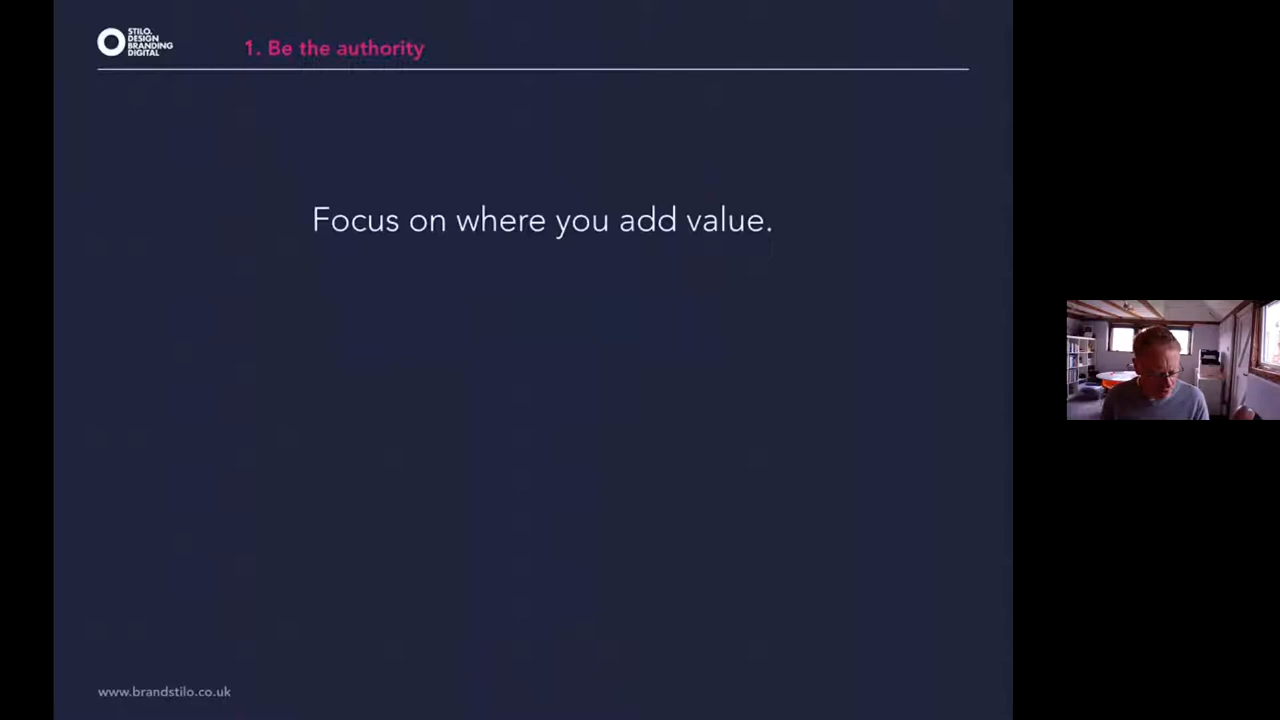 STILO.
DESIGN
BRANDING
DIGITAL
1. Be the authority
Focus on where you add value.
www.brandstilo.co.uk